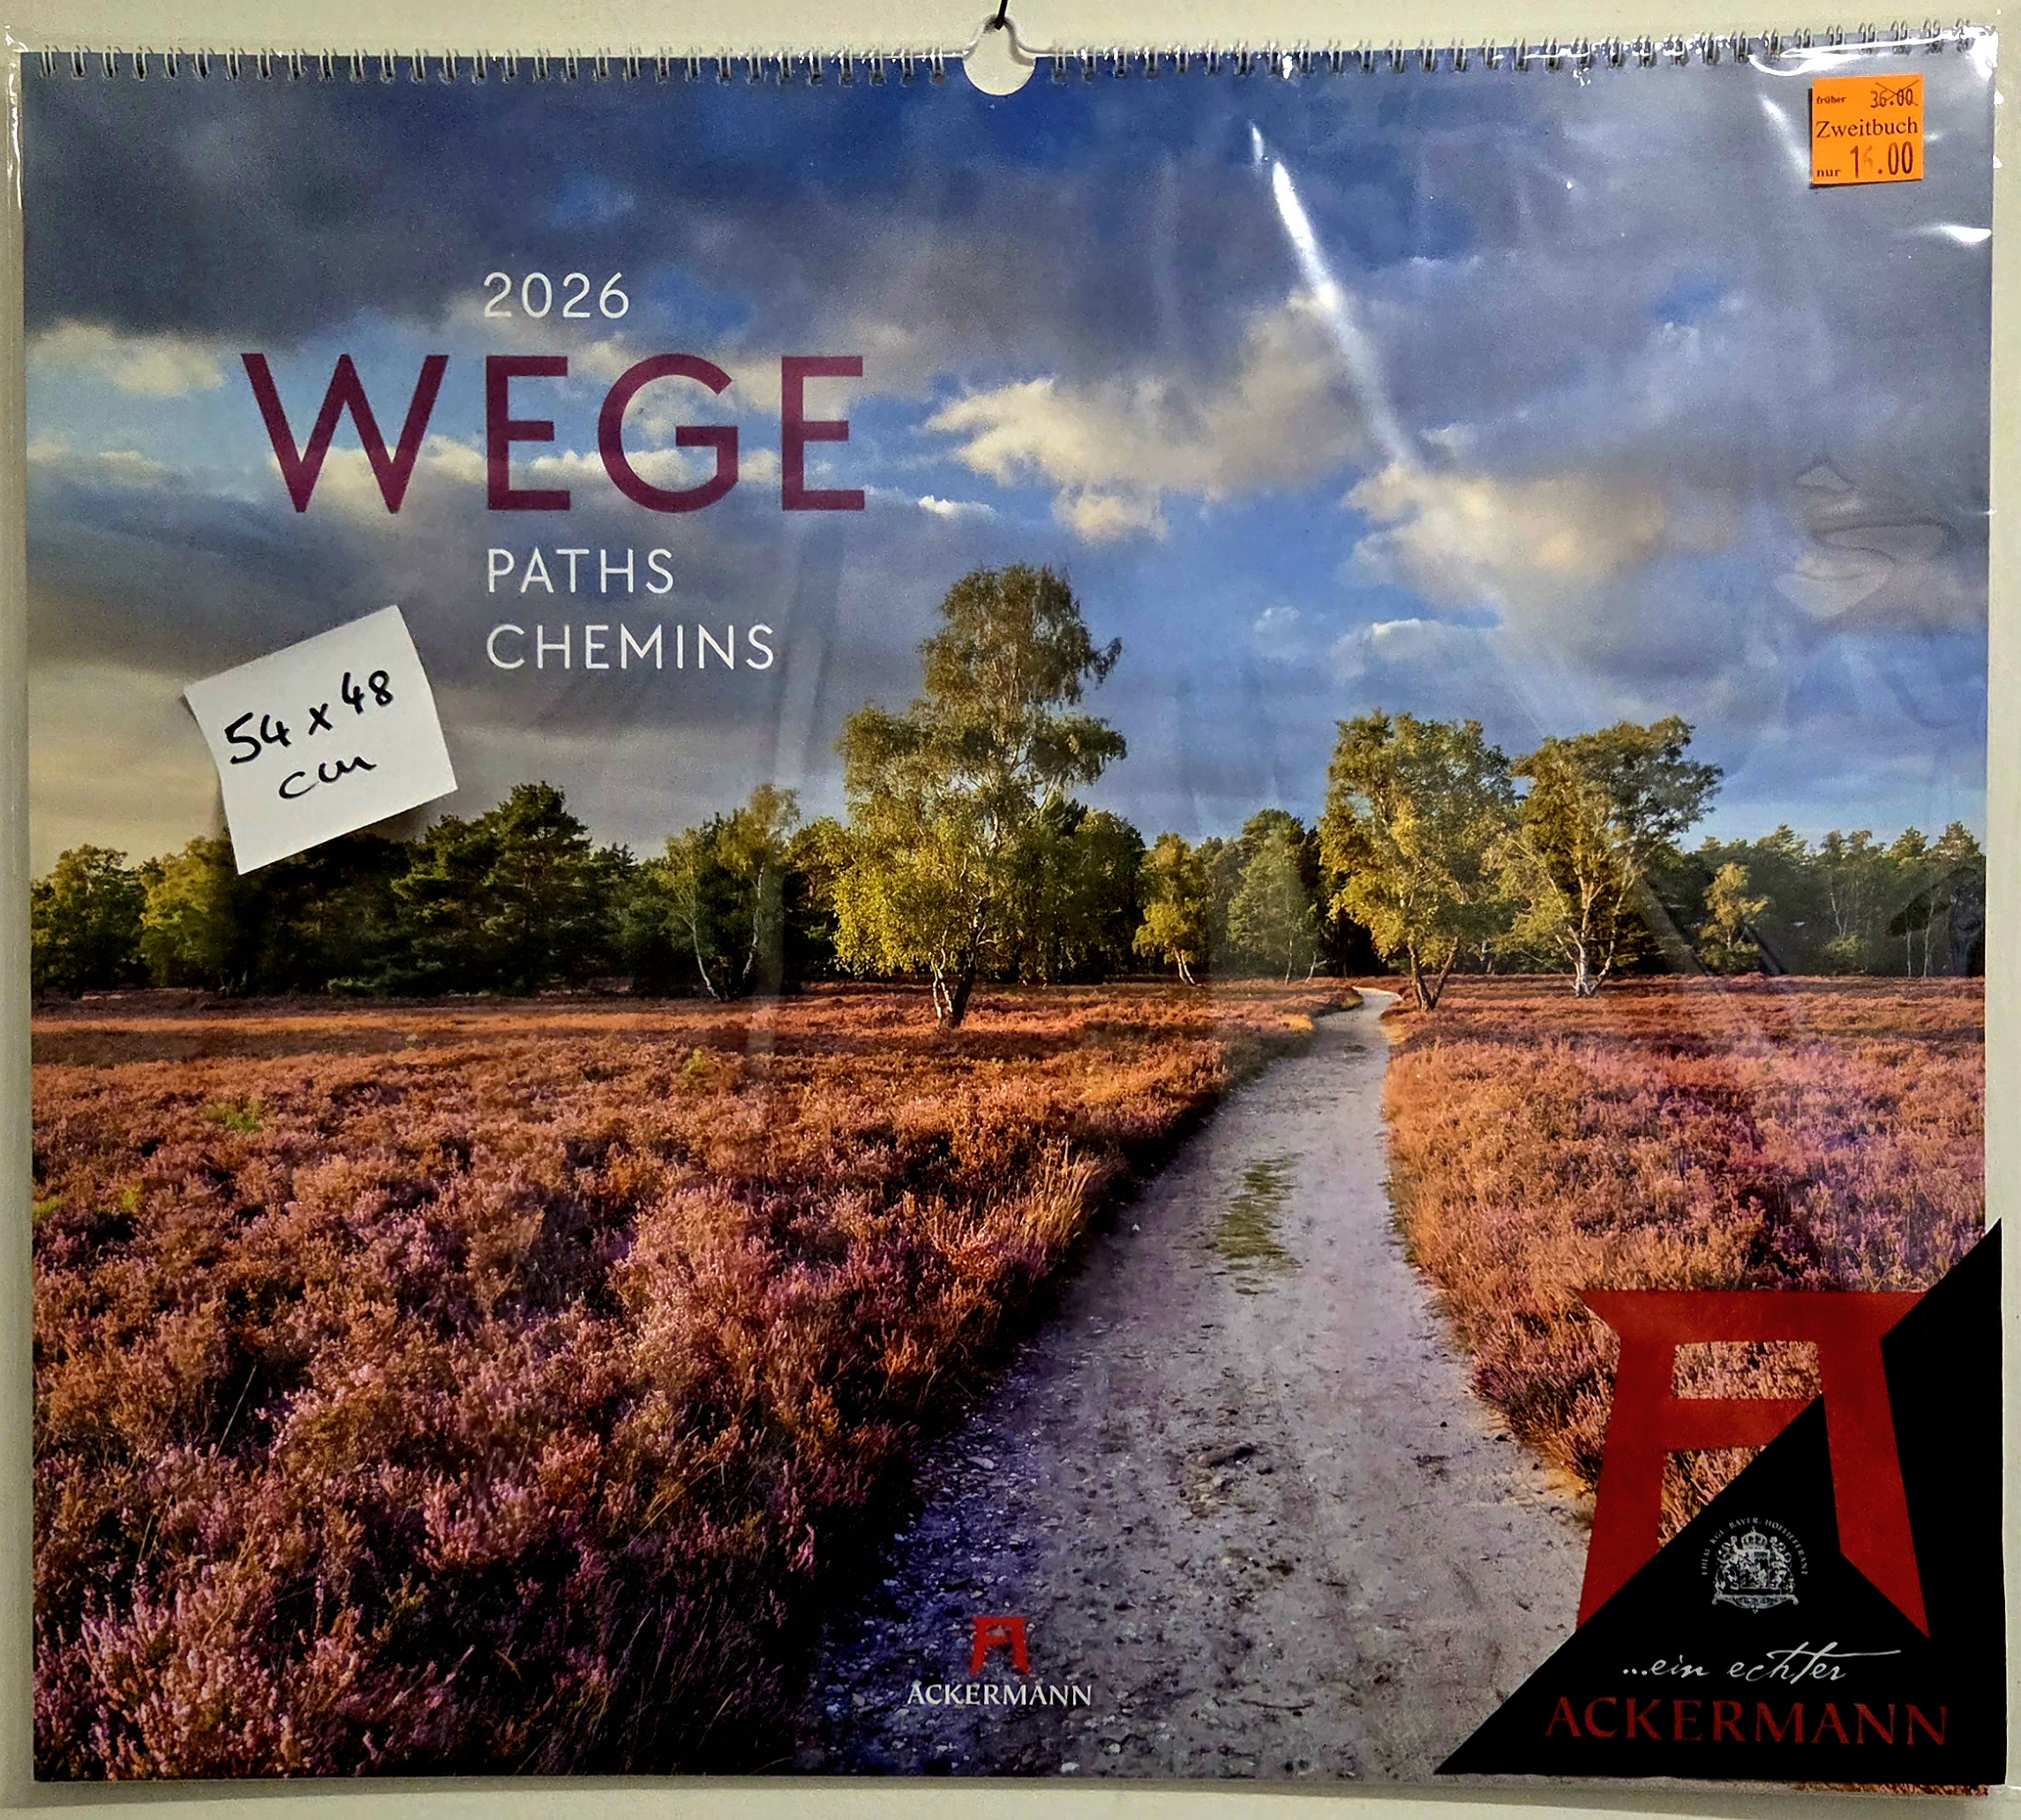 früher 36.00
Zweitbuch
nur
2026
WEGE
PATHS
CHEMINS
54 x 48
cm
ACKERMANN
...ein echter
ACKERMANN